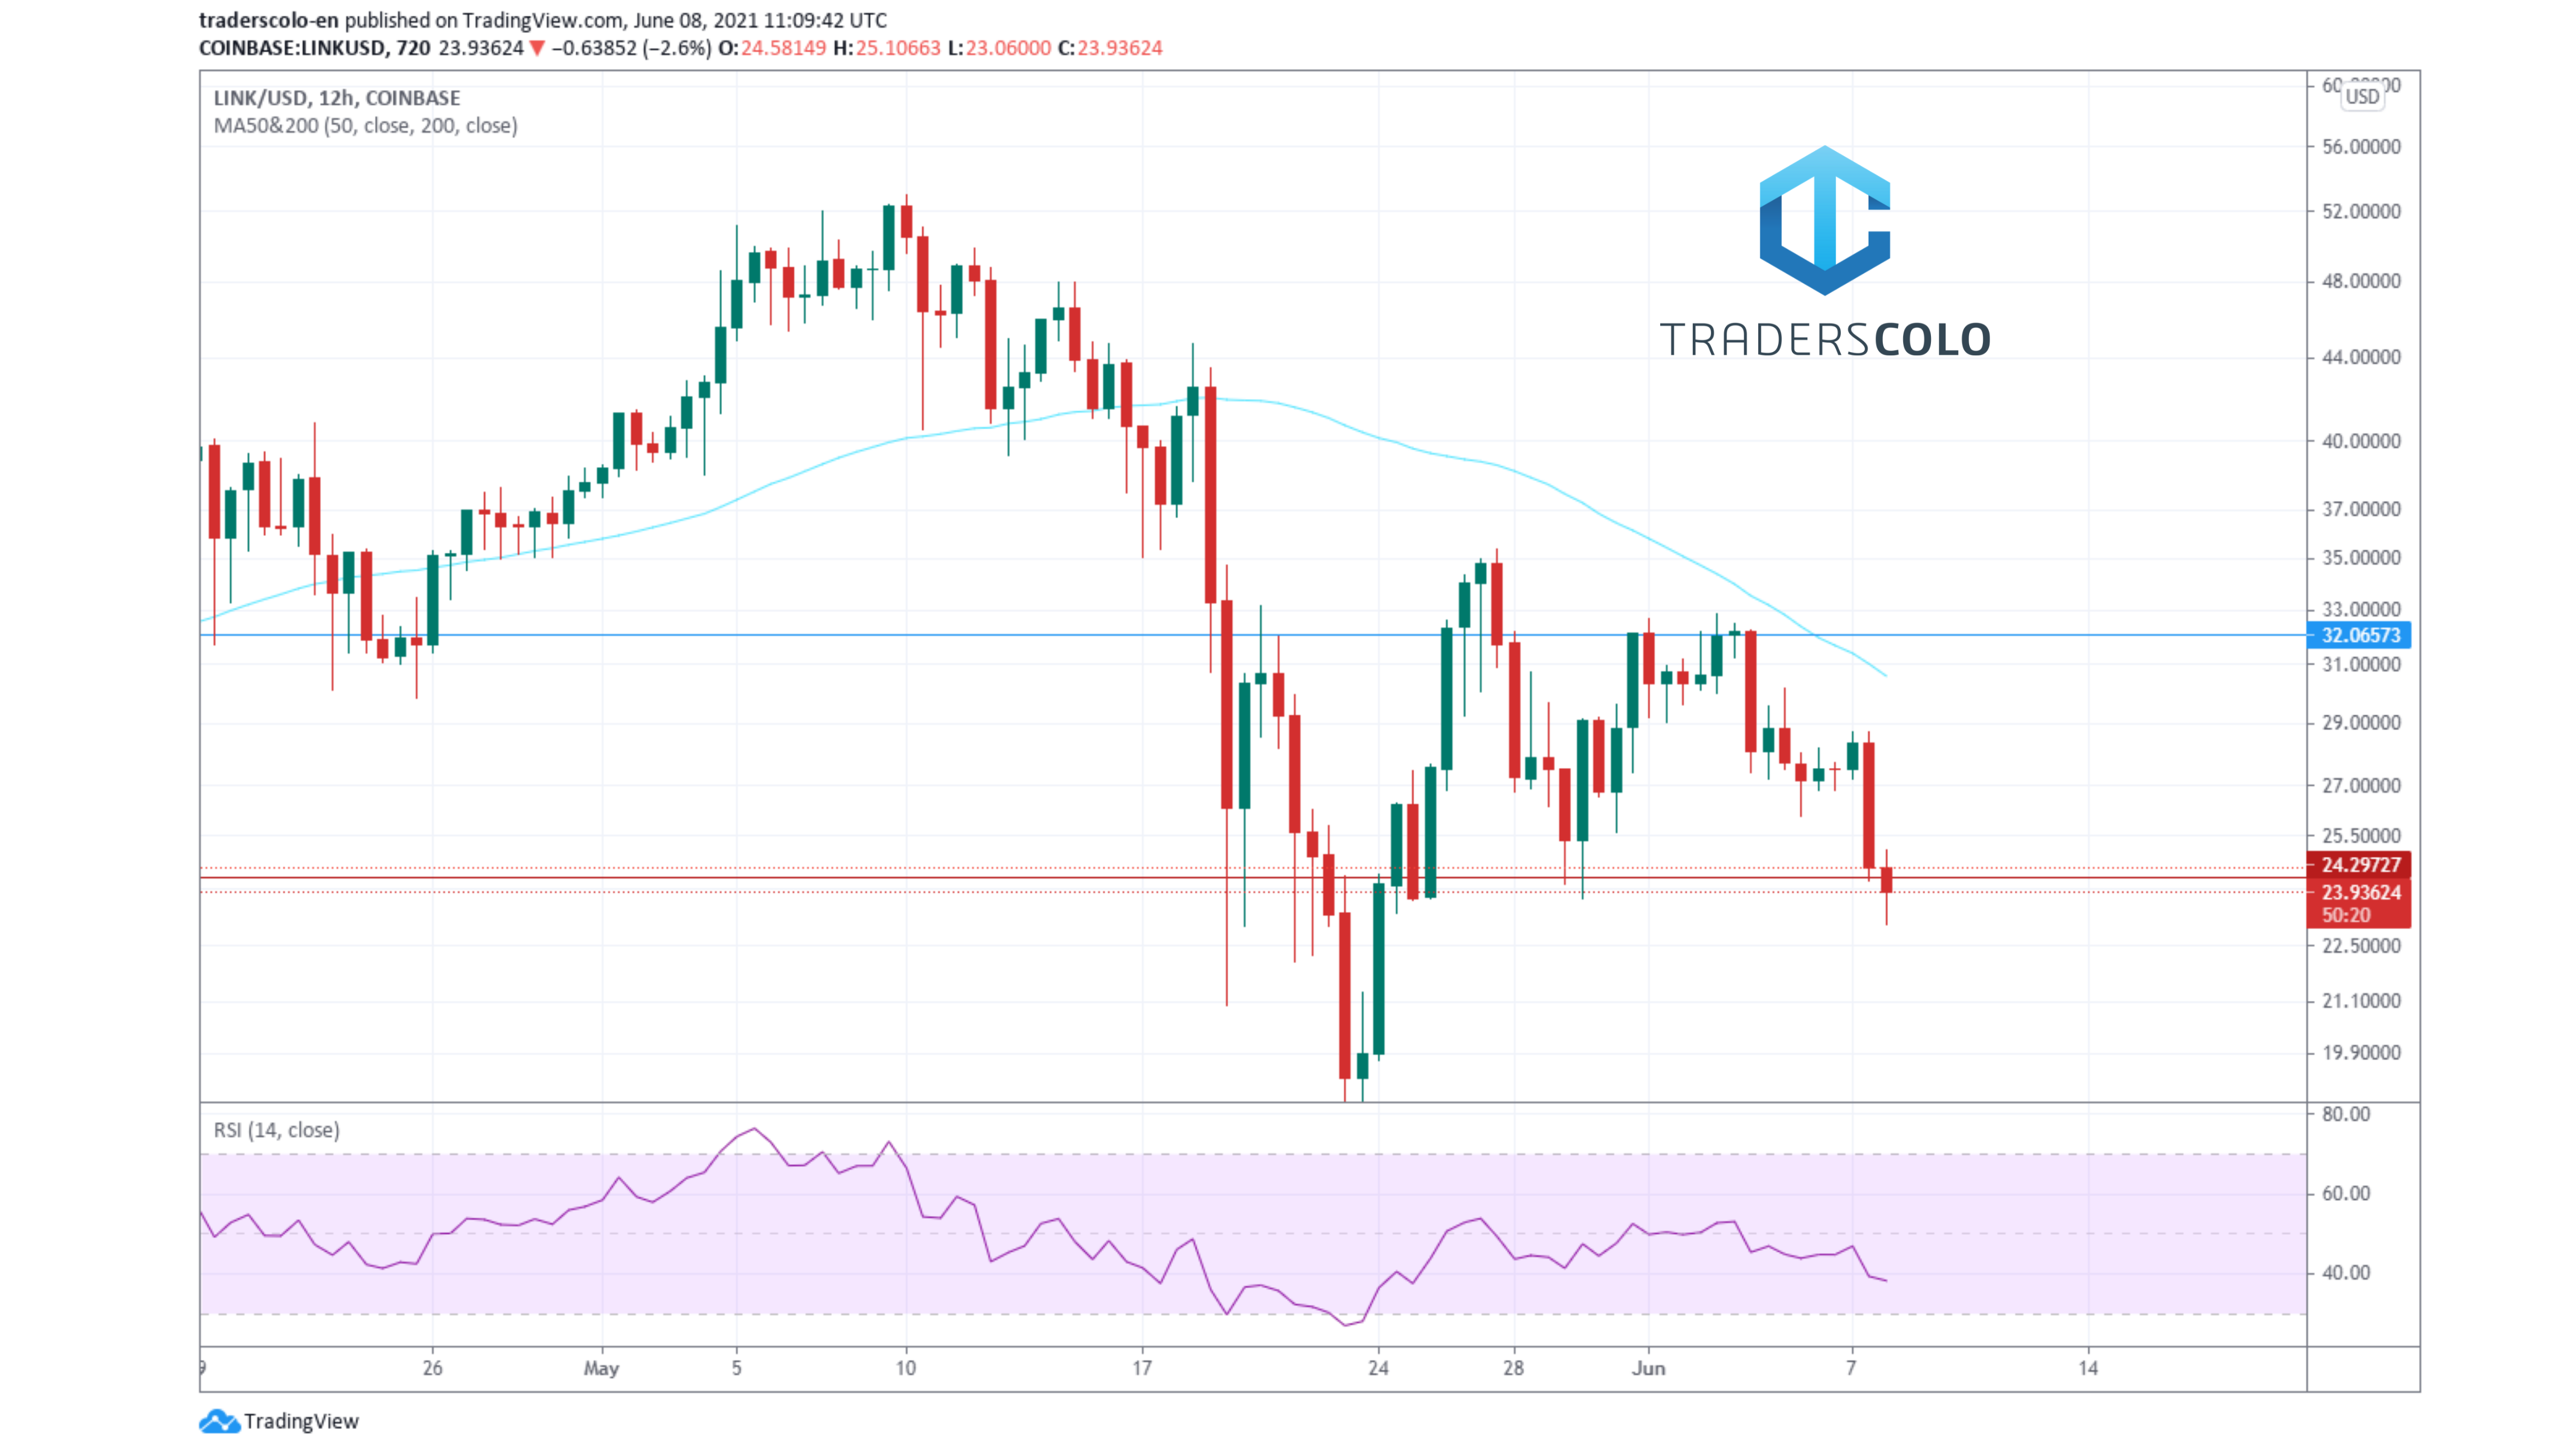 traderscolo-en published on TradingView.com, June 08, 2021 11:09:42 UTC
COINBASE:LINKUSD, 720 23.93624 ▼ −0.63852 (−2.6%) O:24.58149 H:25.10663 L:23.06000 C:23.93624
LINK/USD, 12h, COINBASE
MA50&200 (50, close, 200, close)
USD
56.00000
52.00000
48.00000
TRADERSCOLO
44.00000
40.00000
37.00000
35.00000
33.00000
32.06573
31.00000
29.00000
27.00000
25.50000
24.29727
23.93624
50:20
22.50000
21.10000
19.90000
RSI (14, close)
80.00
60.00
40.00
26 May 5 10 17 24 28 Jun 7 14
TradingView